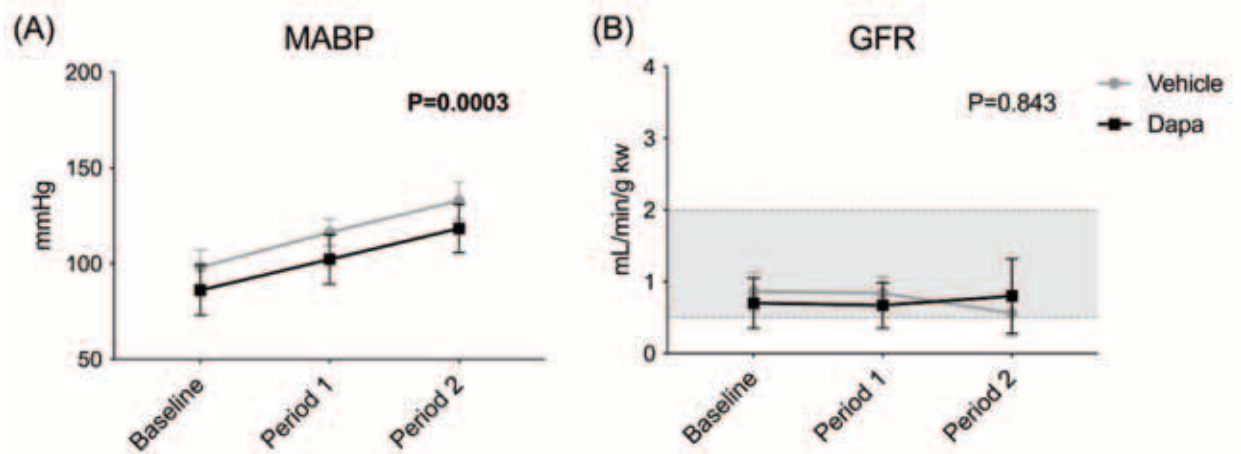 (A)
MABP
200
150
100
50
mmHg
P=0.0003
Baseline
Period 1
Period 2
(B)
GFR
4
3
2
1
0
mL/min/g kw
P=0.843
Baseline
Period 1
Period 2
Vehicle
Dapa